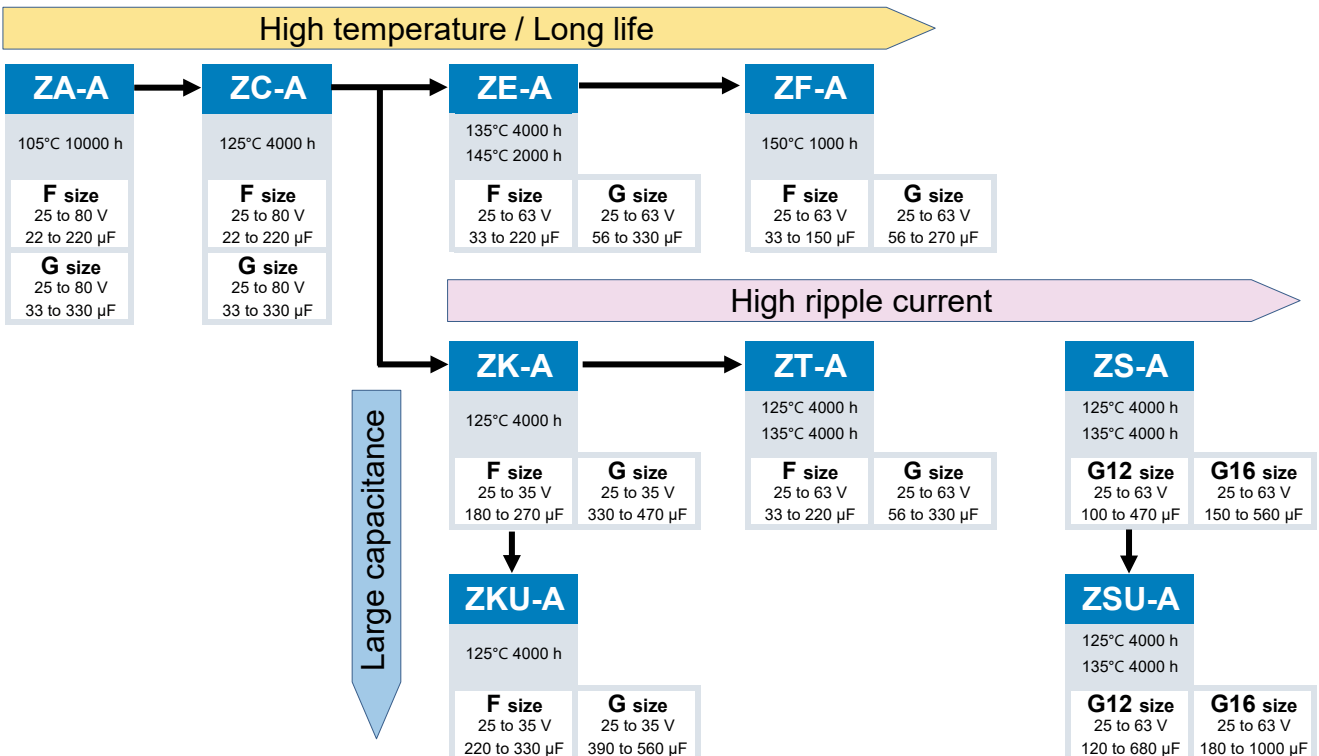 High temperature / Long life
ZA-A
105°C 10000 h
F size
25 to 80 V
22 to 220 µF
G size
25 to 80 V
33 to 330 µF
ZC-A
125°C 4000 h
F size
25 to 80 V
22 to 220 µF
G size
25 to 80 V
33 to 330 µF
ZE-A
135°C 4000 h
145°C 2000 h
F size
25 to 63 V
33 to 220 µF
G size
25 to 63 V
56 to 330 µF
ZF-A
150°C 1000 h
F size
25 to 63 V
33 to 150 µF
G size
25 to 63 V
56 to 270 µF
High ripple current
Large capacitance
ZK-A
125°C 4000 h
F size
25 to 35 V
180 to 270 µF
G size
25 to 35 V
330 to 470 µF
ZT-A
125°C 4000 h
135°C 4000 h
F size
25 to 63 V
33 to 220 µF
G size
25 to 63 V
56 to 330 µF
ZS-A
125°C 4000 h
135°C 4000 h
G12 size
25 to 63 V
100 to 470 µF
G16 size
25 to 63 V
150 to 560 µF
ZKU-A
125°C 4000 h
F size
25 to 35 V
220 to 330 µF
G size
25 to 35 V
390 to 560 µF
ZSU-A
125°C 4000 h
135°C 4000 h
G12 size
25 to 63 V
120 to 680 µF
G16 size
25 to 63 V
180 to 1000 µF